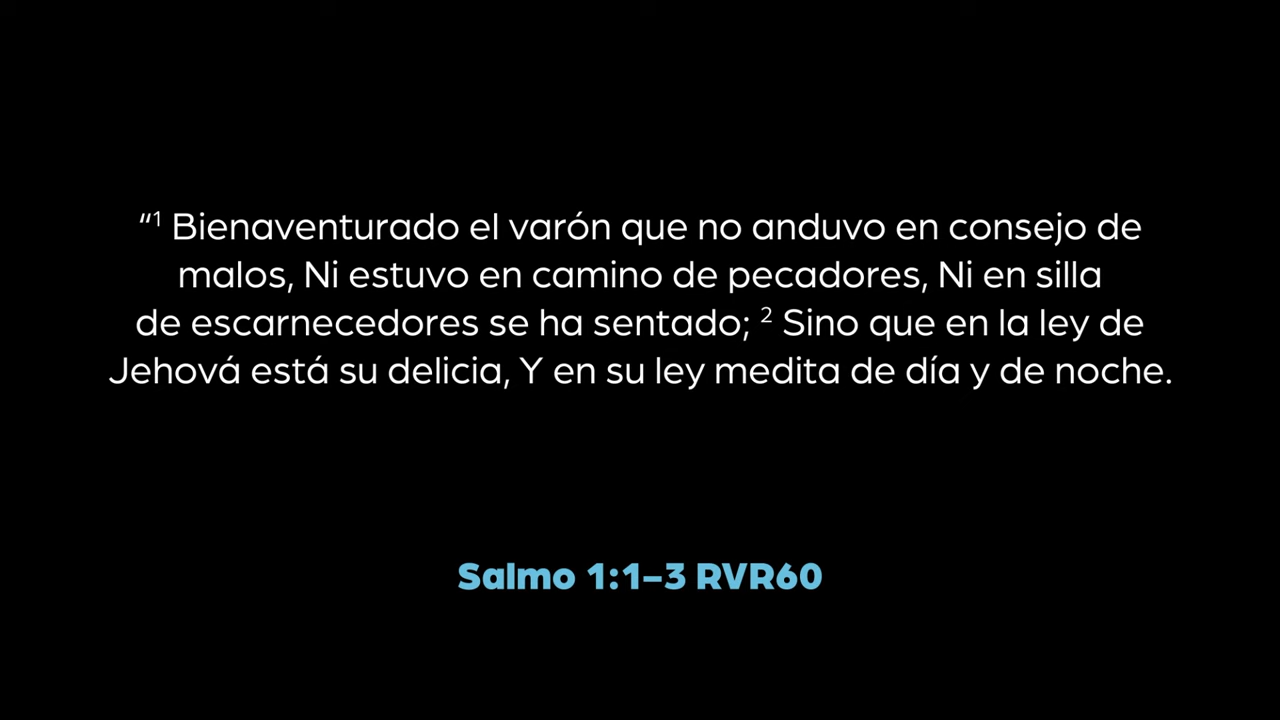 “¹ Bienaventurado el varón que no anduvo en consejo de
malos, Ni estuvo en camino de pecadores, Ni en silla
de escarnecedores se ha sentado; ² Sino que en la ley de
Jehová está su delicia, Y en su ley medita de día y de noche.
Salmo 1:1–3 RVR60